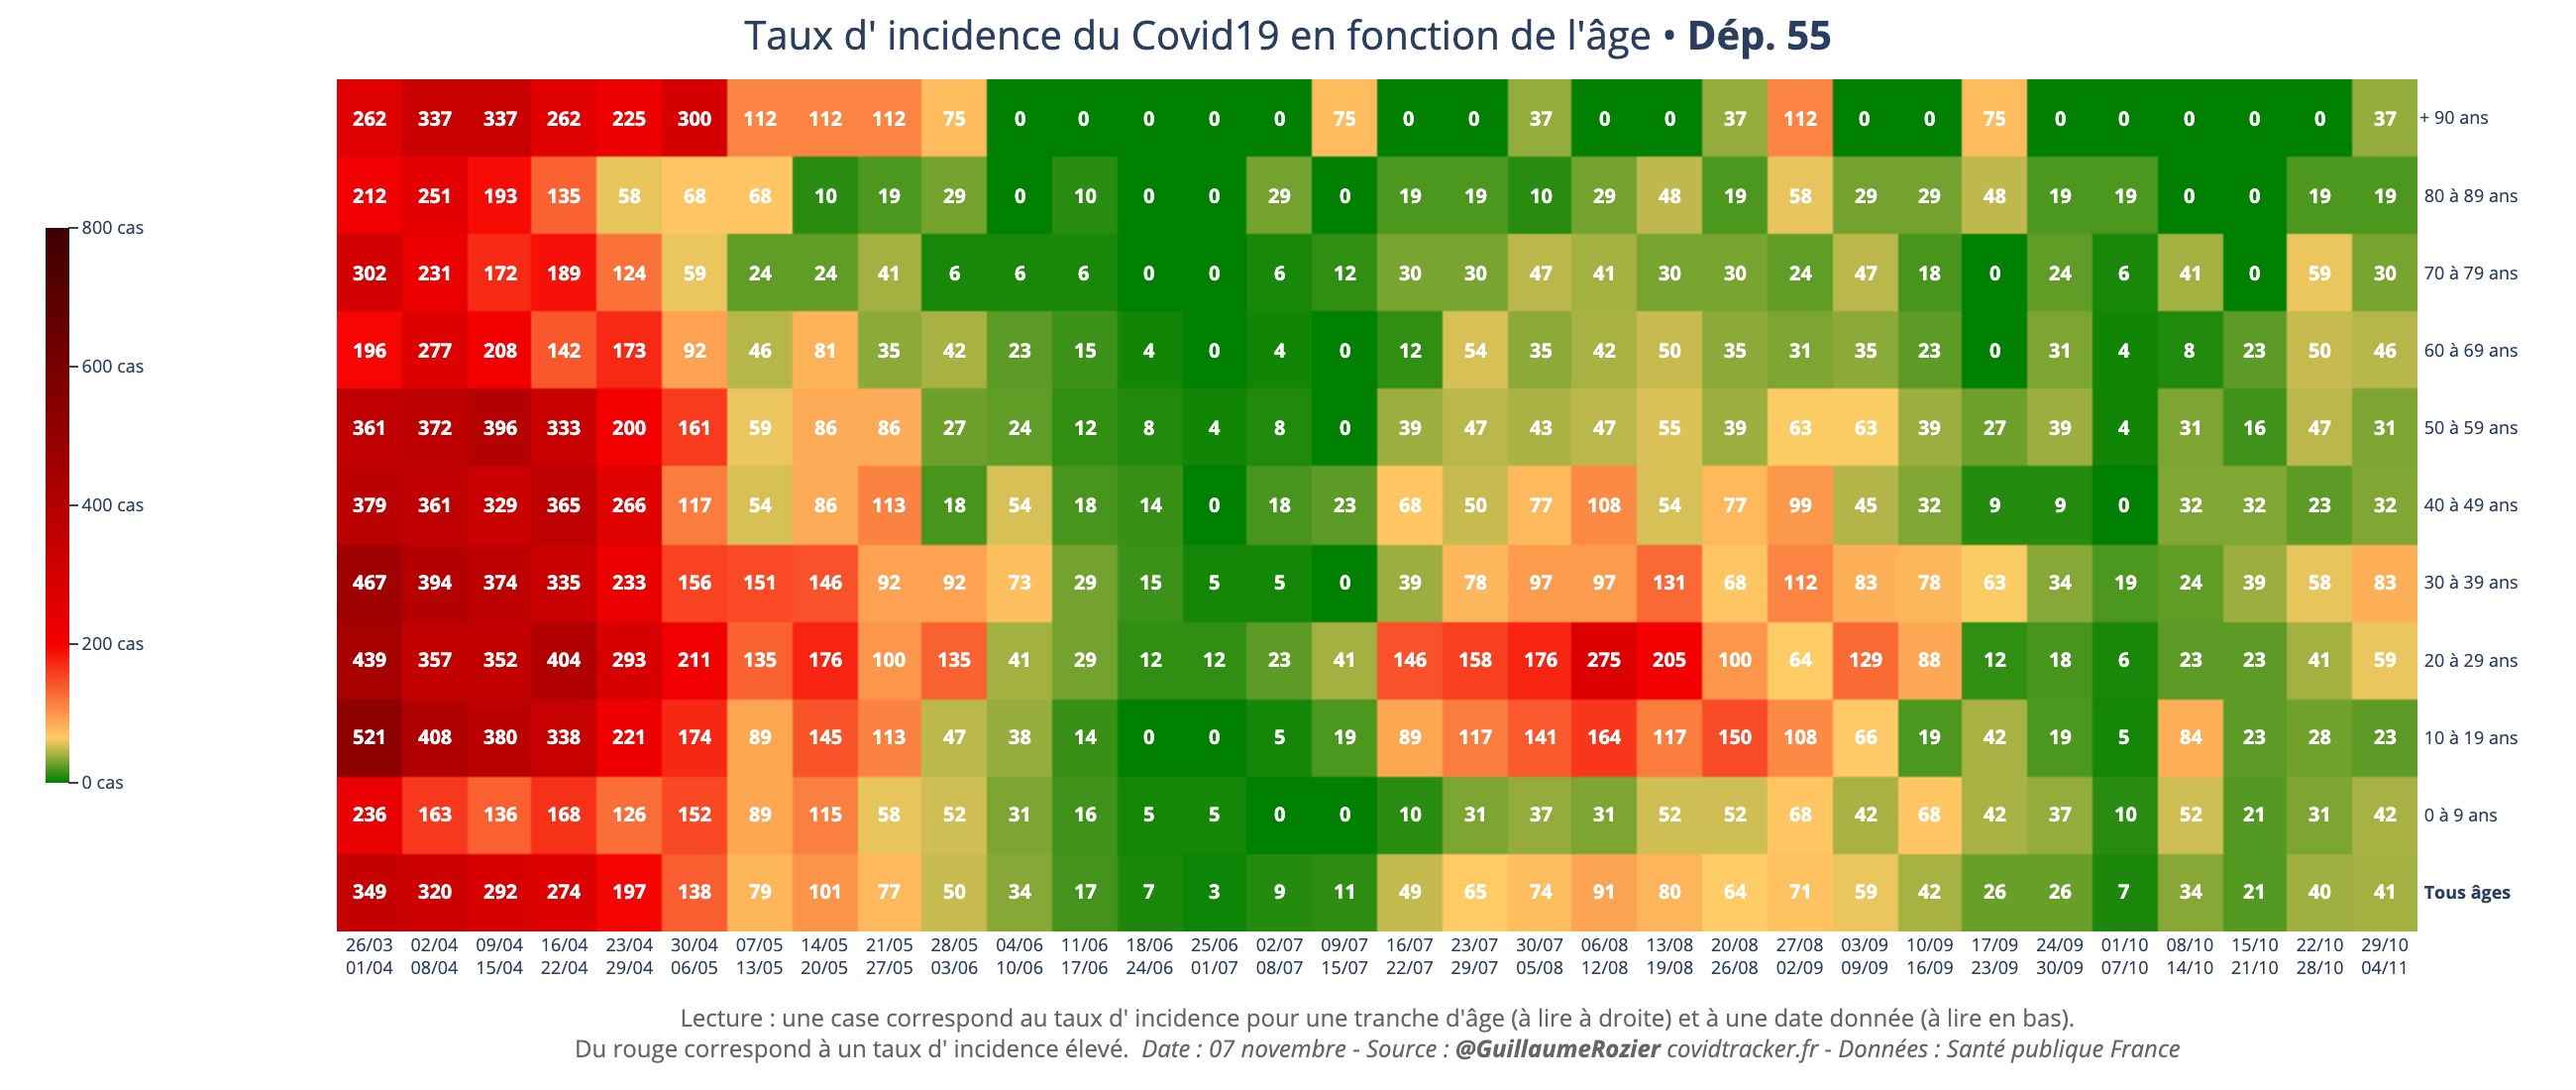 Taux d' incidence du Covid19 en fonction de l'âge • Dép. 55
800 cas
600 cas
400 cas
200 cas
0 cas
262 337 337 262 225 300 112 112 112 75 0 0 0 0 0 75 0 0 37 0 0 37 112 0 0 75 0 0 0 0 0 37 + 90 ans
212 251 193 135 58 68 68 10 19 29 0 10 0 0 29 0 19 19 10 29 48 19 58 29 29 48 19 19 0 0 19 19 80 à 89 ans
302 231 172 189 124 59 24 24 41 6 6 6 0 0 6 12 30 30 47 41 30 30 24 47 18 0 24 6 41 0 59 30 70 à 79 ans
196 277 208 142 173 92 46 81 35 42 23 15 4 0 4 0 12 54 35 42 50 35 31 35 23 0 31 4 8 23 50 46 60 à 69 ans
361 372 396 333 200 161 59 86 86 27 24 12 8 4 8 0 39 47 43 47 55 39 63 63 39 27 39 4 31 16 47 31 50 à 59 ans
379 361 329 365 266 117 54 86 113 18 54 18 14 0 18 23 68 50 77 108 54 77 99 45 32 9 9 0 32 32 23 32 40 à 49 ans
467 394 374 335 233 156 151 146 92 92 73 29 15 5 5 0 39 78 97 97 131 68 112 83 78 63 34 19 24 39 58 83 30 à 39 ans
439 357 352 404 293 211 135 176 100 135 41 29 12 12 23 41 146 158 176 275 205 100 64 129 88 12 18 6 23 23 41 59 20 à 29 ans
521 408 380 338 221 174 89 145 113 47 38 14 0 0 5 19 89 117 141 164 117 150 108 66 19 42 19 5 84 23 28 23 10 à 19 ans
236 163 136 168 126 152 89 115 58 52 31 16 5 5 0 0 10 31 37 31 52 52 68 42 68 42 37 10 52 21 31 42 0 à 9 ans
349 320 292 274 197 138 79 101 77 50 34 17 7 3 9 11 49 65 74 91 80 64 71 59 42 26 26 7 34 21 40 41 Tous âges
26/03 02/04 09/04 16/04 23/04 30/04 07/05 14/05 21/05 28/05 04/06 11/06 18/06 25/06 02/07 09/07 16/07 23/07 30/07 06/08 13/08 20/08 27/08 03/09 10/09 17/09 24/09 01/10 08/10 15/10 22/10 29/10
01/04 08/04 15/04 22/04 29/04 06/05 13/05 20/05 27/05 03/06 10/06 17/06 24/06 01/07 08/07 15/07 22/07 29/07 05/08 12/08 19/08 26/08 02/09 09/09 16/09 23/09 30/09 07/10 14/10 21/10 28/10 04/11
Lecture : une case correspond au taux d' incidence pour une tranche d'âge (à lire à droite) et à une date donnée (à lire en bas).
Du rouge correspond à un taux d' incidence élevé. Date : 07 novembre - Source : @GuillaumeRozier covidtracker.fr - Données : Santé publique France